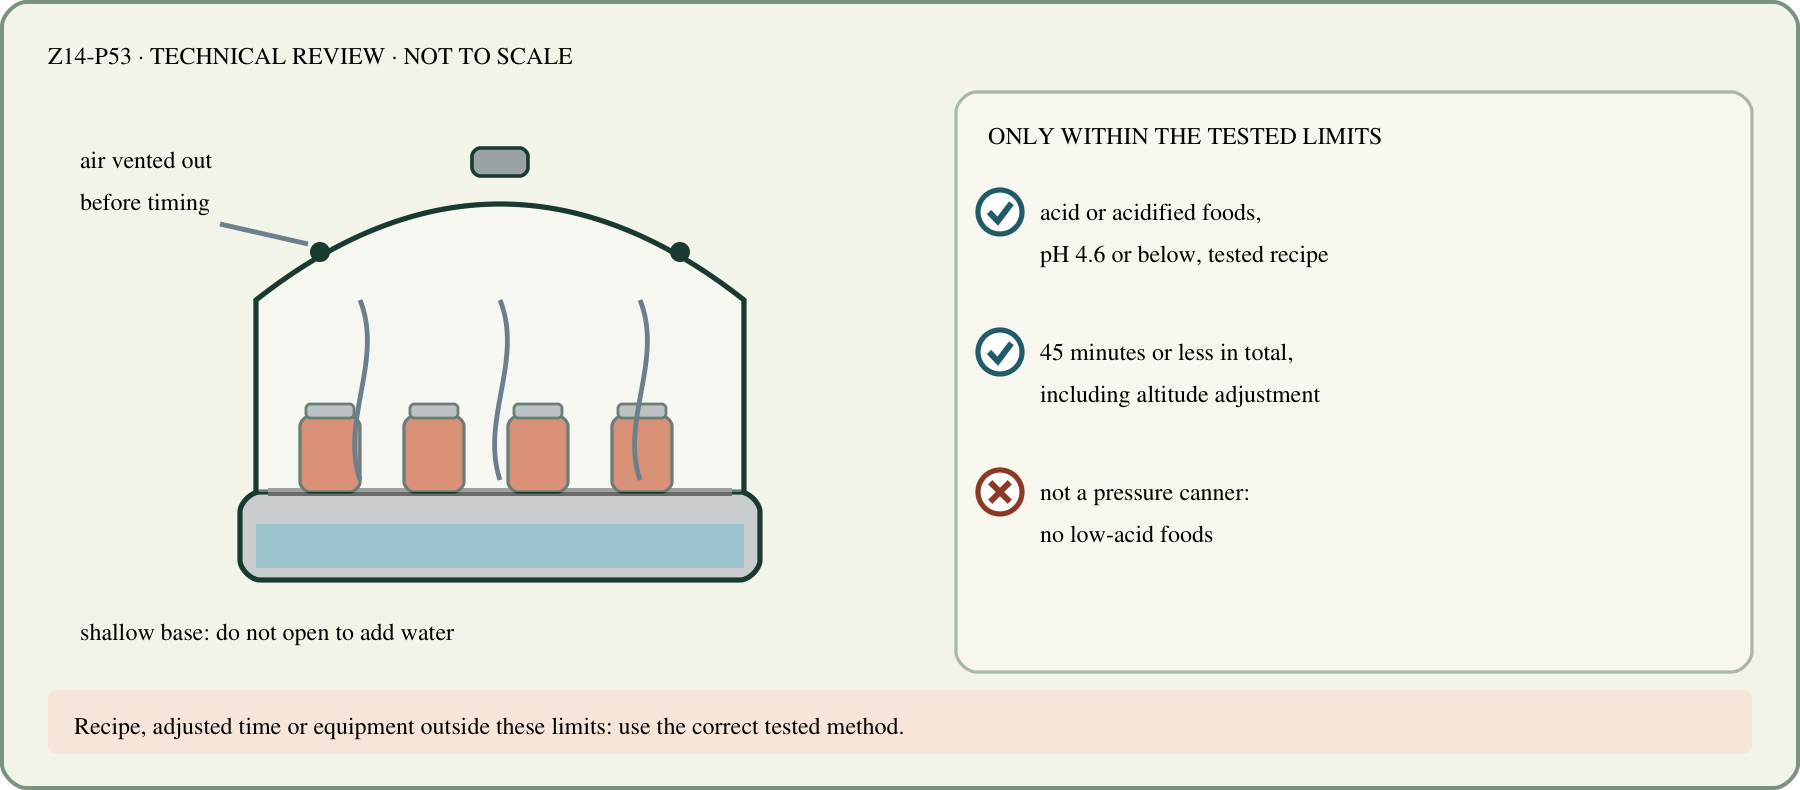 Z14-P53 · TECHNICAL REVIEW · NOT TO SCALE
air vented out
before timing
shallow base: do not open to add water
ONLY WITHIN THE TESTED LIMITS
acid or acidified foods,
pH 4.6 or below, tested recipe
45 minutes or less in total,
including altitude adjustment
not a pressure canner:
no low-acid foods
Recipe, adjusted time or equipment outside these limits: use the correct tested method.